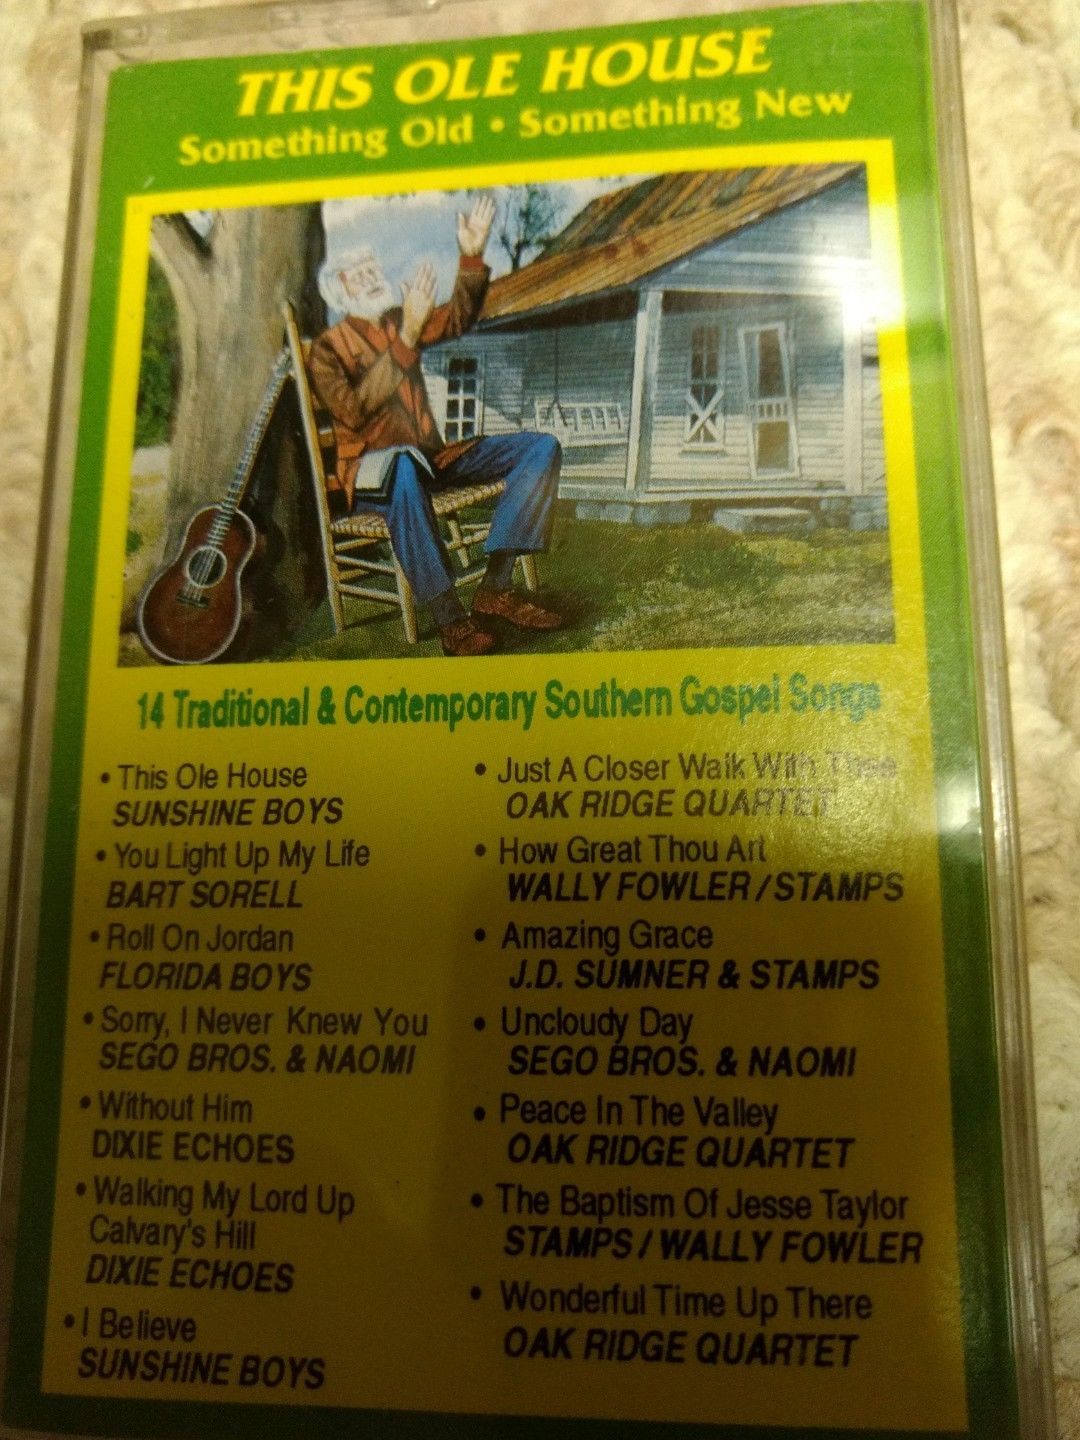 THIS OLE HOUSE
Something Old • Something New
14 Traditional & Contemporary Southern Gospel Songs
• This Ole House
SUNSHINE BOYS
• You Light Up My Life
BART SORELL
• Roll On Jordan
FLORIDA BOYS
• Sorry, I Never Knew You
SEGO BROS. & NAOMI
• Without Him
DIXIE ECHOES
• Walking My Lord Up
Calvary's Hill
DIXIE ECHOES
• I Believe
SUNSHINE BOYS
• Just A Closer Walk With Thee
OAK RIDGE QUARTET
• How Great Thou Art
WALLY FOWLER / STAMPS
• Amazing Grace
J.D. SUMNER & STAMPS
• Uncloudy Day
SEGO BROS. & NAOMI
• Peace In The Valley
OAK RIDGE QUARTET
• The Baptism Of Jesse Taylor
STAMPS / WALLY FOWLER
• Wonderful Time Up There
OAK RIDGE QUARTET